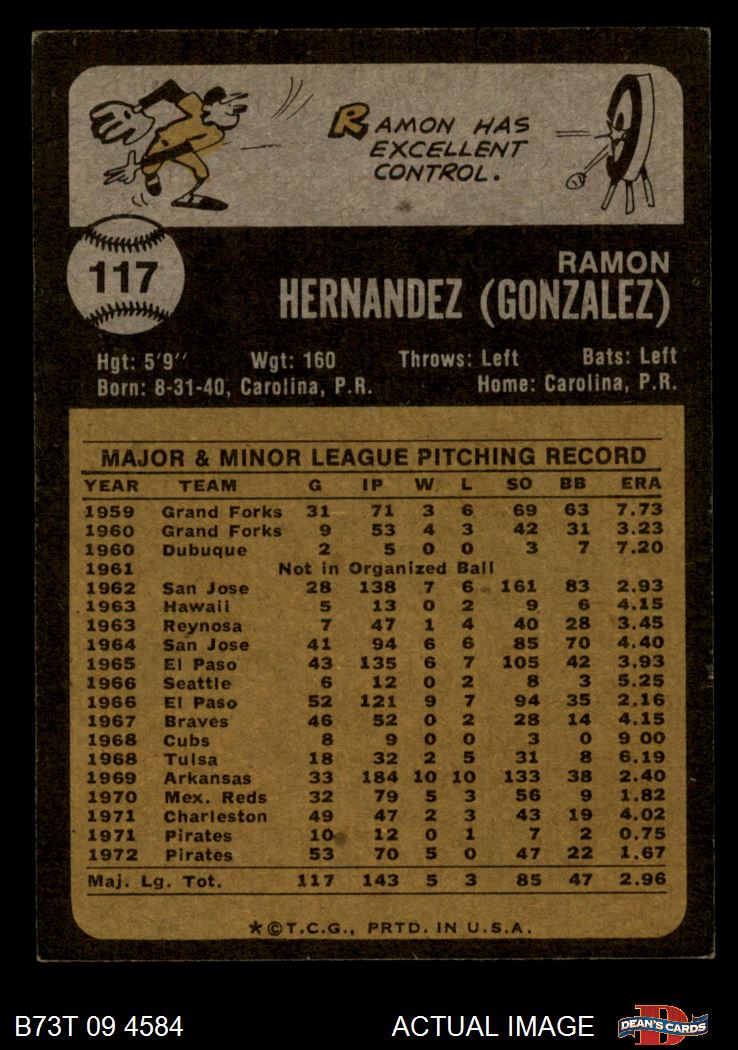 RAMON HAS
EXCELLENT
CONTROL.
117
RAMON
HERNANDEZ (GONZALEZ)
Hgt: 5'9" Wgt: 160 Throws: Left Bats: Left
Born: 8-31-40, Carolina, P.R. Home: Carolina, P.R.
MAJOR & MINOR LEAGUE PITCHING RECORD
YEAR TEAM G IP W L SO BB ERA
1959 Grand Forks 31 71 3 6 69 63 7.73
1960 Grand Forks 9 53 4 3 42 31 3.23
1960 Dubuque 2 5 0 0 3 7 7.20
1961 Not in Organized Ball
1962 San Jose 28 138 7 6 161 83 2.93
1963 Hawaii 5 13 0 2 9 6 4.15
1963 Reynosa 7 47 1 4 40 28 3.45
1964 San Jose 41 94 6 6 85 70 4.40
1965 El Paso 43 135 6 7 105 42 3.93
1966 Seattle 6 12 0 2 8 3 5.25
1966 El Paso 52 121 9 7 94 35 2.16
1967 Braves 46 52 0 2 28 14 4.15
1968 Cubs 8 9 0 0 3 0 9 00
1968 Tulsa 18 32 2 5 31 8 6.19
1969 Arkansas 33 184 10 10 133 38 2.40
1970 Mex. Reds 32 79 5 3 56 9 1.82
1971 Charleston 49 47 2 3 43 19 4.02
1971 Pirates 10 12 0 1 7 2 0.75
1972 Pirates 53 70 5 0 47 22 1.67
Maj. Lg. Tot. 117 143 5 3 85 47 2.96
*©T.C.G., PRTD. IN U.S.A.
B73T 09 4584 ACTUAL IMAGE
D
DEAN'S CARDS